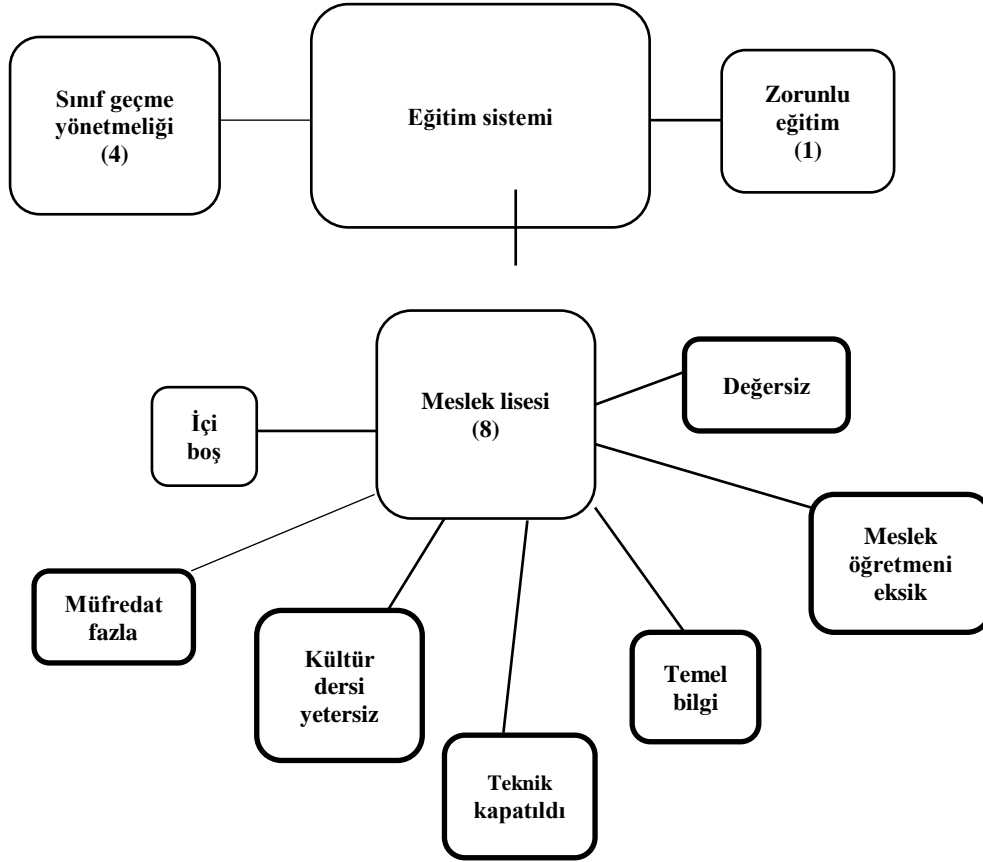 Sınıf geçme
yönetmeliği
(4)
Eğitim sistemi
Zorunlu
eğitim
(1)
Meslek lisesi
(8)
Değersiz
İçi
boş
Meslek
öğretmeni
eksik
Müfredat
fazla
Kültür
dersi
yetersiz
Temel
bilgi
Teknik
kapatıldı